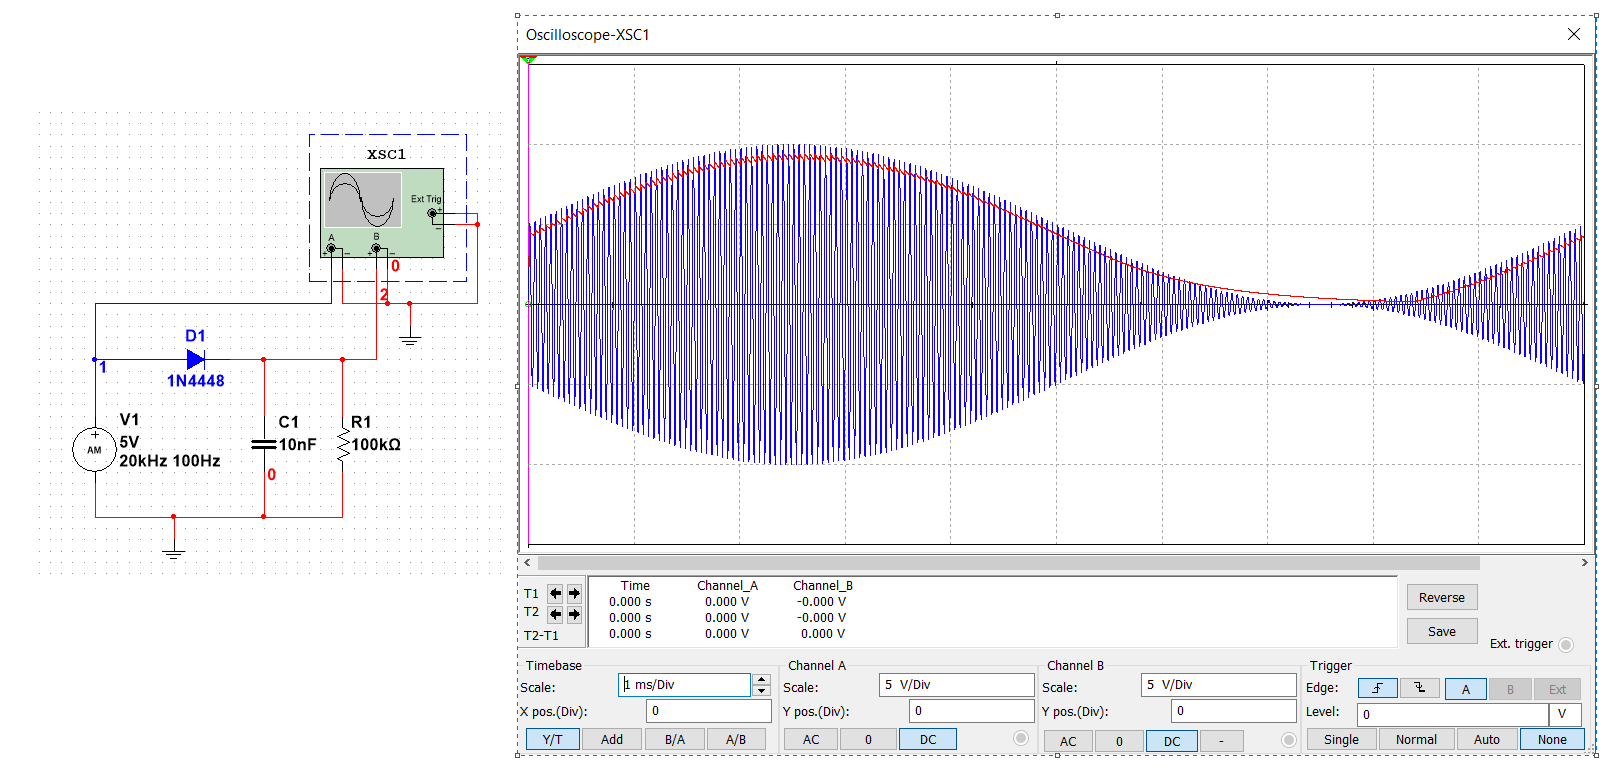 XSC1
Ext Trig
+
−
A
B
+
−
+
−
0
2
D1
1
1N4448
V1
+
AM
5V
20kHz 100Hz
C1
10nF
0
R1
100kΩ
Oscilloscope-XSC1
T1
T2
T2-T1
Time Channel_A Channel_B
0.000 s 0.000 V -0.000 V
0.000 s 0.000 V -0.000 V
0.000 s 0.000 V 0.000 V
Reverse
Save
Ext. trigger
Timebase
Scale: 1 ms/Div
X pos.(Div): 0
Y/T Add B/A A/B
Channel A
Scale: 5 V/Div
Y pos.(Div): 0
AC 0 DC
Channel B
Scale: 5 V/Div
Y pos.(Div): 0
AC 0 DC -
Trigger
Edge: A B Ext
Level: 0 V
Single Normal Auto None